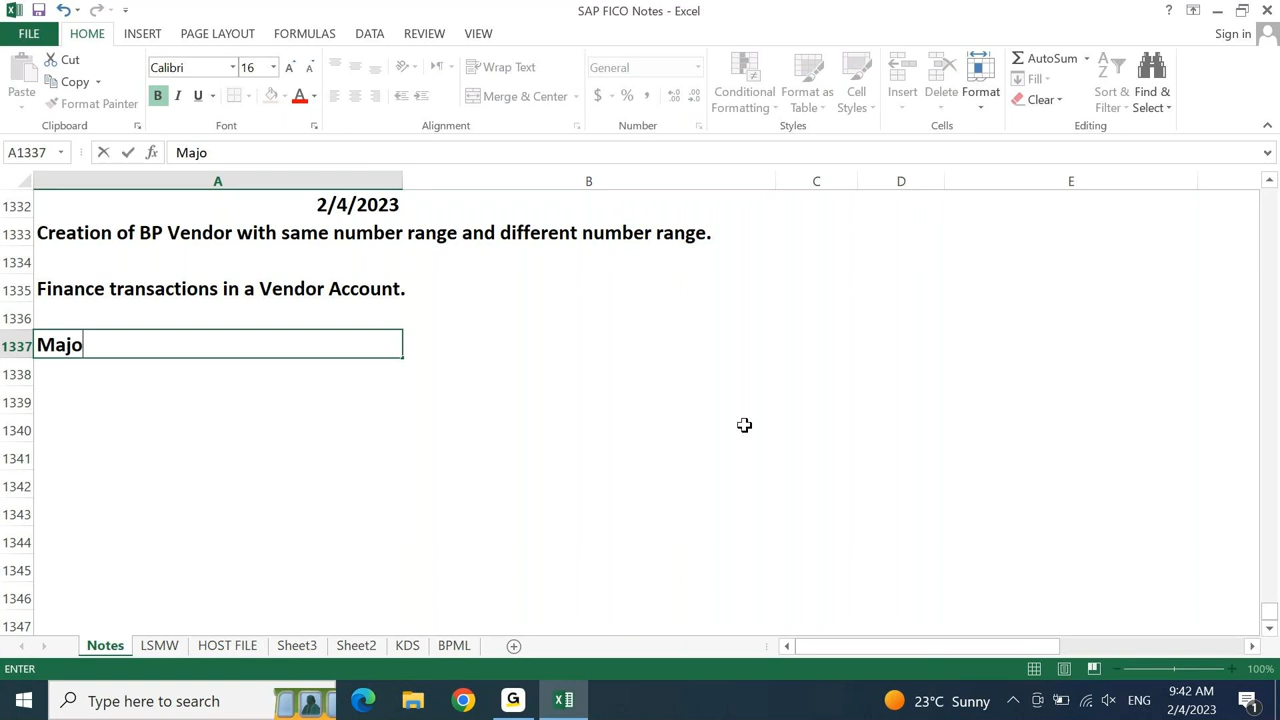 SAP FICO Notes - Excel
? 
Sign in
FILE HOME INSERT PAGE LAYOUT FORMULAS DATA REVIEW VIEW
Paste
Cut
Copy
Format Painter
Clipboard
Calibri 16
B I U
Font
Wrap Text
Merge & Center
Alignment
General
$ % ,
Number
Conditional
Formatting
Format as
Table
Cell
Styles
Styles
Insert
Delete
Format
Cells
AutoSum
Fill
Clear
Sort &
Filter
Find &
Select
Editing
A1337 fx Majo
A B C D E
1332 2/4/2023
1333 Creation of BP Vendor with same number range and different number range.
1334
1335 Finance transactions in a Vendor Account.
1336
1337 Majo
1338
1339
1340
1341
1342
1343
1344
1345
1346
1347
Notes LSMW HOST FILE Sheet3 Sheet2 KDS BPML
ENTER 100%
Type here to search
23°C Sunny
ENG
9:42 AM
2/4/2023
1